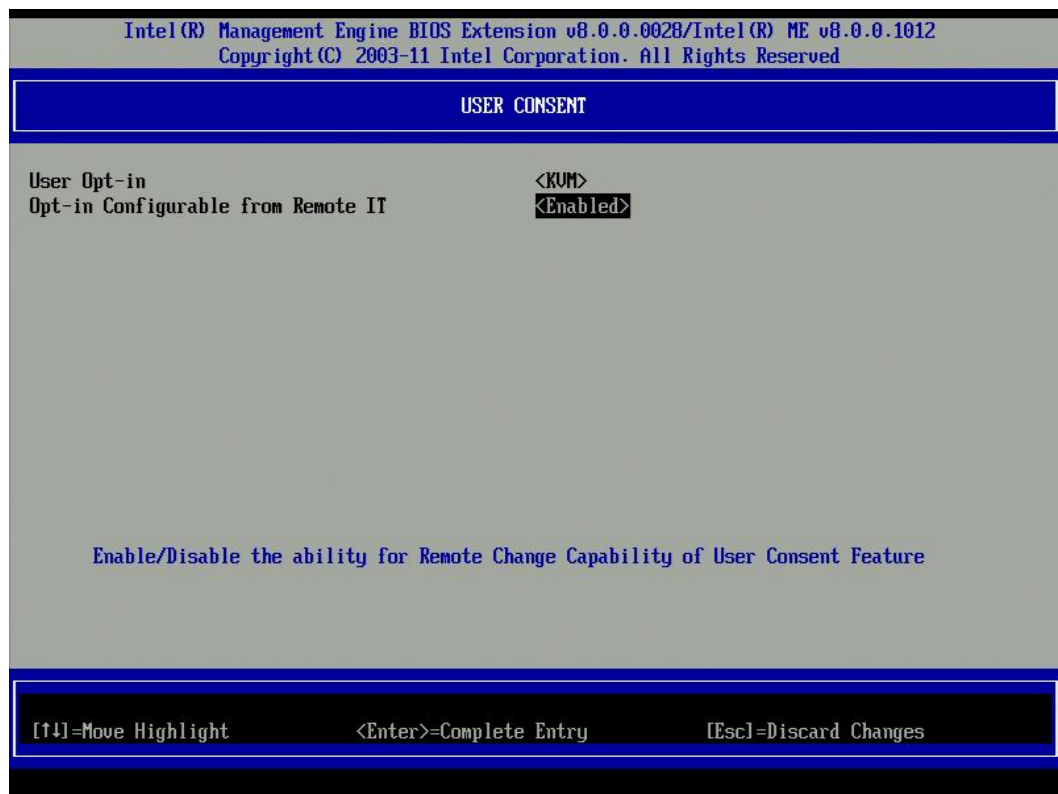 Intel(R) Management Engine BIOS Extension v8.0.0.0028/Intel(R) ME v8.0.0.1012
Copyright(C) 2003-11 Intel Corporation. All Rights Reserved
USER CONSENT
User Opt-in <KVM>
Opt-in Configurable from Remote IT <Enabled>
Enable/Disable the ability for Remote Change Capability of User Consent Feature
[↑↓]=Move Highlight <Enter>=Complete Entry [Esc]=Discard Changes